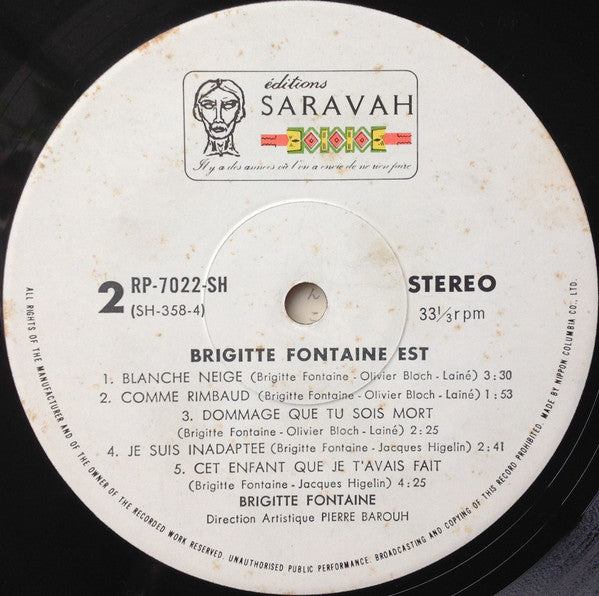 éditions
SARAVAH
Il y a des années où l'on a envie de ne rien faire
2
RP-7022-SH
(SH-358-4)
STEREO
33 1/3 rpm
BRIGITTE FONTAINE EST
1. BLANCHE NEIGE (Brigitte Fontaine - Olivier Bloch - Lainé) 3:30
2. COMME RIMBAUD (Brigitte Fontaine - Olivier Bloch - Lainé) 1:53
3. DOMMAGE QUE TU SOIS MORT
(Brigitte Fontaine - Olivier Bloch - Lainé) 2:25
4. JE SUIS INADAPTEE (Brigitte Fontaine - Jacques Higelin) 2:41
5. CET ENFANT QUE JE T'AVAIS FAIT
(Brigitte Fontaine - Jacques Higelin) 4:25
BRIGITTE FONTAINE
Direction Artistique PIERRE BAROUH
ALL RIGHTS OF THE MANUFACTURER AND OF THE OWNER OF THE RECORDED WORK RESERVED. UNAUTHORISED PUBLIC PERFORMANCE. BROADCASTING AND COPYING OF THIS RECORD PROHIBITED. MADE BY NIPPON COLUMBIA CO., LTD.